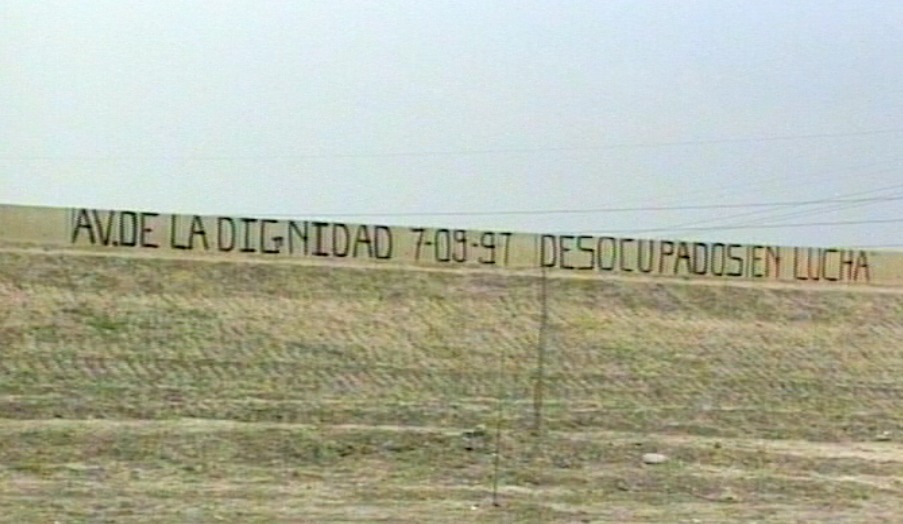 AV. DE LA DIGNIDAD 7-09-97 DESOCUPADOS EN LUCHA